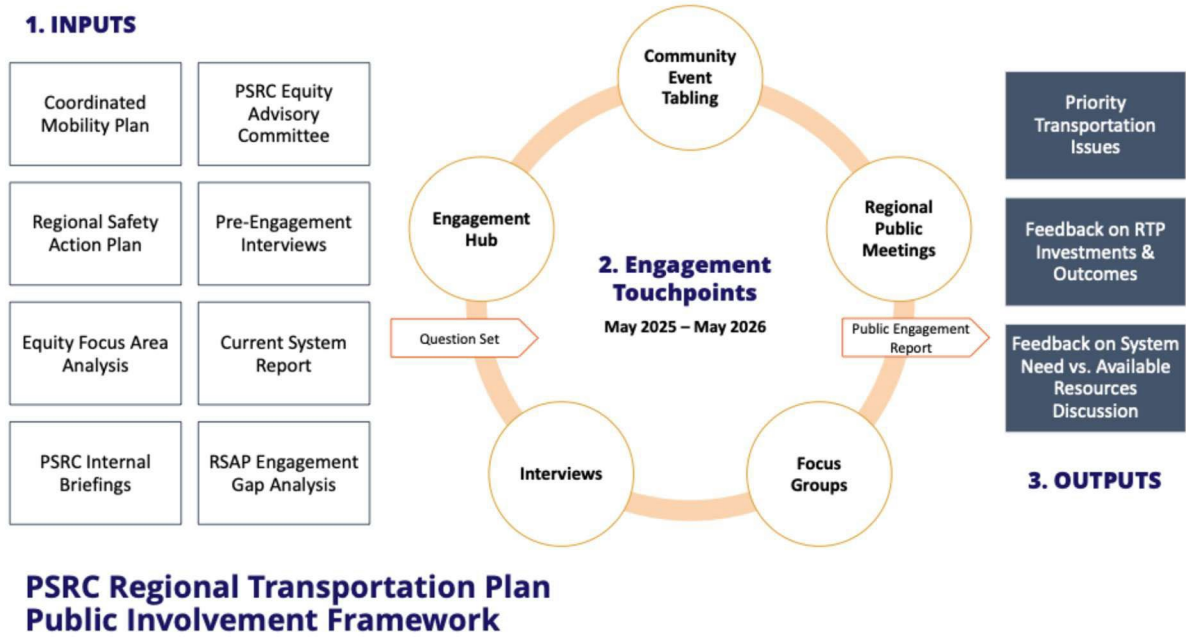 1. INPUTS
Coordinated
Mobility Plan
PSRC Equity
Advisory
Committee
Regional Safety
Action Plan
Pre-Engagement
Interviews
Equity Focus Area
Analysis
Current System
Report
PSRC Internal
Briefings
RSAP Engagement
Gap Analysis
Community
Event
Tabling
Engagement
Hub
Regional
Public
Meetings
2. Engagement
Touchpoints
May 2025 – May 2026
Question Set
Public Engagement
Report
Interviews
Focus
Groups
Priority
Transportation
Issues
Feedback on RTP
Investments &
Outcomes
Feedback on System
Need vs. Available
Resources
Discussion
3. OUTPUTS
PSRC Regional Transportation Plan
Public Involvement Framework